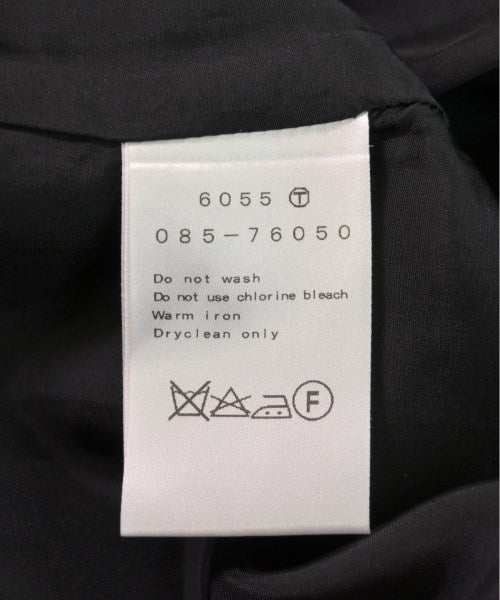 6055 Ⓣ
085-76050
Do not wash
Do not use chlorine bleach
Warm iron
Dryclean only
F